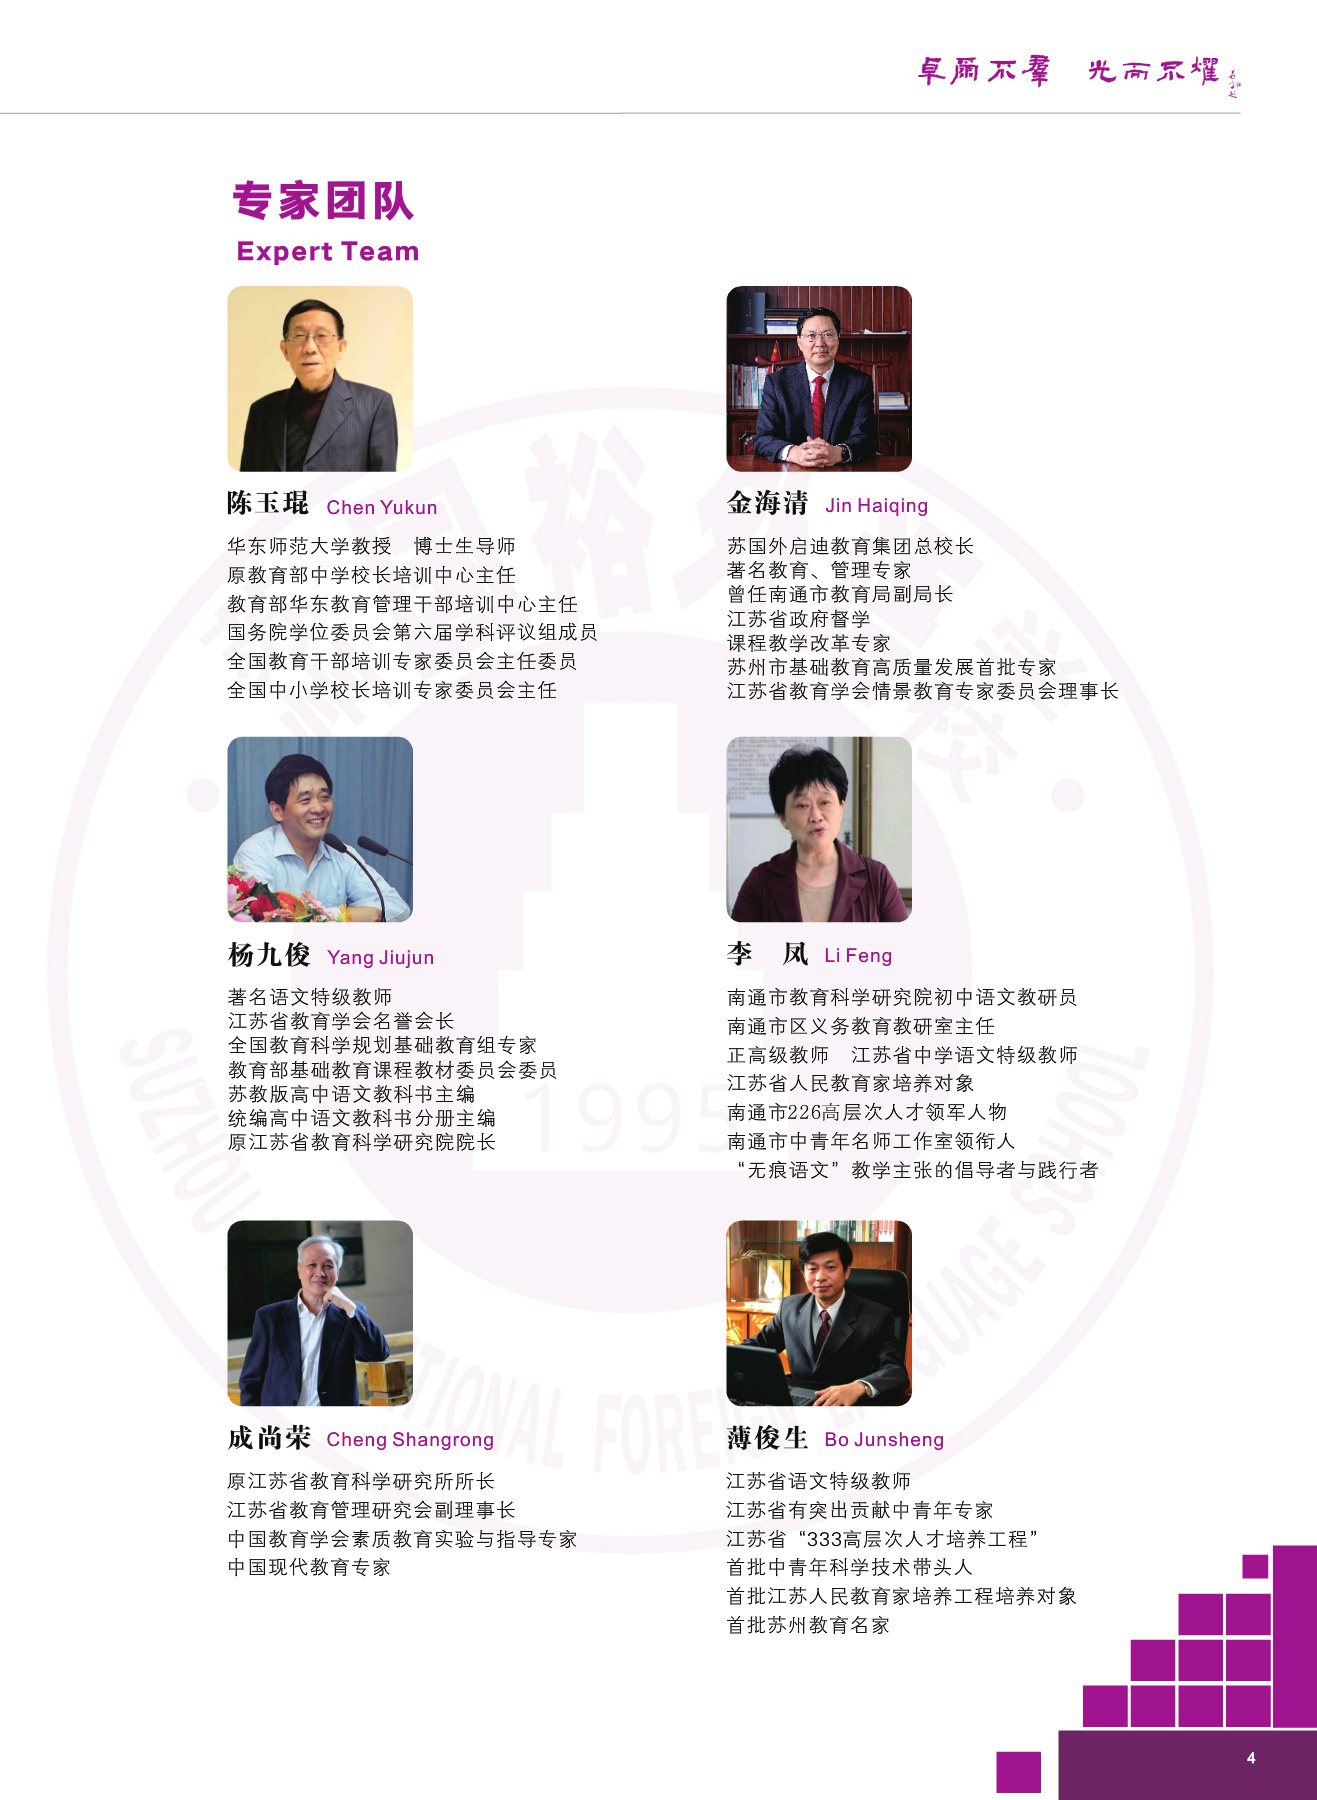 卓爾不羣 光而不耀
专家团队
Expert Team
陈玉琨 Chen Yukun
华东师范大学教授 博士生导师
原教育部中学校长培训中心主任
教育部华东教育管理干部培训中心主任
国务院学位委员会第六届学科评议组成员
全国教育干部培训专家委员会主任委员
全国中小学校长培训专家委员会主任
金海清 Jin Haiqing
苏国外启迪教育集团总校长
著名教育、管理专家
曾任南通市教育局副局长
江苏省政府督学
课程教学改革专家
苏州市基础教育高质量发展首批专家
江苏省教育学会情景教育专家委员会理事长
杨九俊 Yang Jiujun
著名语文特级教师
江苏省教育学会名誉会长
全国教育科学规划基础教育组专家
教育部基础教育课程教材委员会委员
苏教版高中语文教科书主编
统编高中语文教科书分册主编
原江苏省教育科学研究院院长
李 凤 Li Feng
南通市教育科学研究院初中语文教研员
南通市区义务教育教研室主任
正高级教师 江苏省中学语文特级教师
江苏省人民教育家培养对象
南通市226高层次人才领军人物
南通市中青年名师工作室领衔人
“无痕语文”教学主张的倡导者与践行者
成尚荣 Cheng Shangrong
原江苏省教育科学研究所所长
江苏省教育管理研究会副理事长
中国教育学会素质教育实验与指导专家
中国现代教育专家
薄俊生 Bo Junsheng
江苏省语文特级教师
江苏省有突出贡献中青年专家
江苏省“333高层次人才培养工程”
首批中青年科学技术带头人
首批江苏人民教育家培养工程培养对象
首批苏州教育名家
1995
SUZHOU
FOREIGN LANGUAGE SCHOOL
4